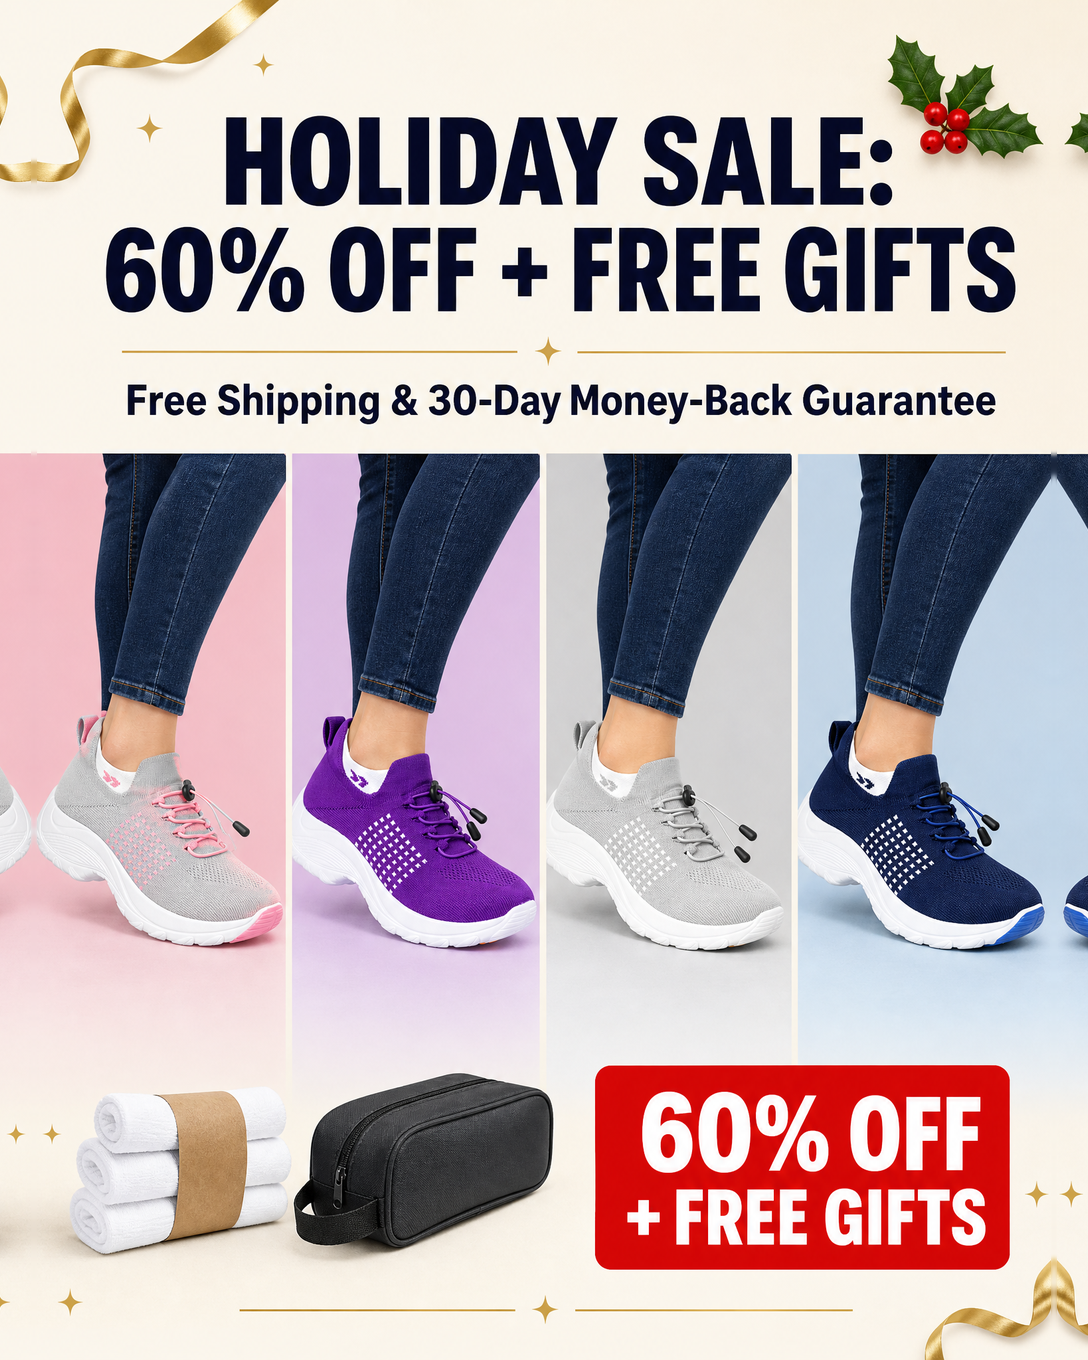 HOLIDAY SALE:
60% OFF + FREE GIFTS
Free Shipping & 30-Day Money-Back Guarantee
60% OFF
+ FREE GIFTS